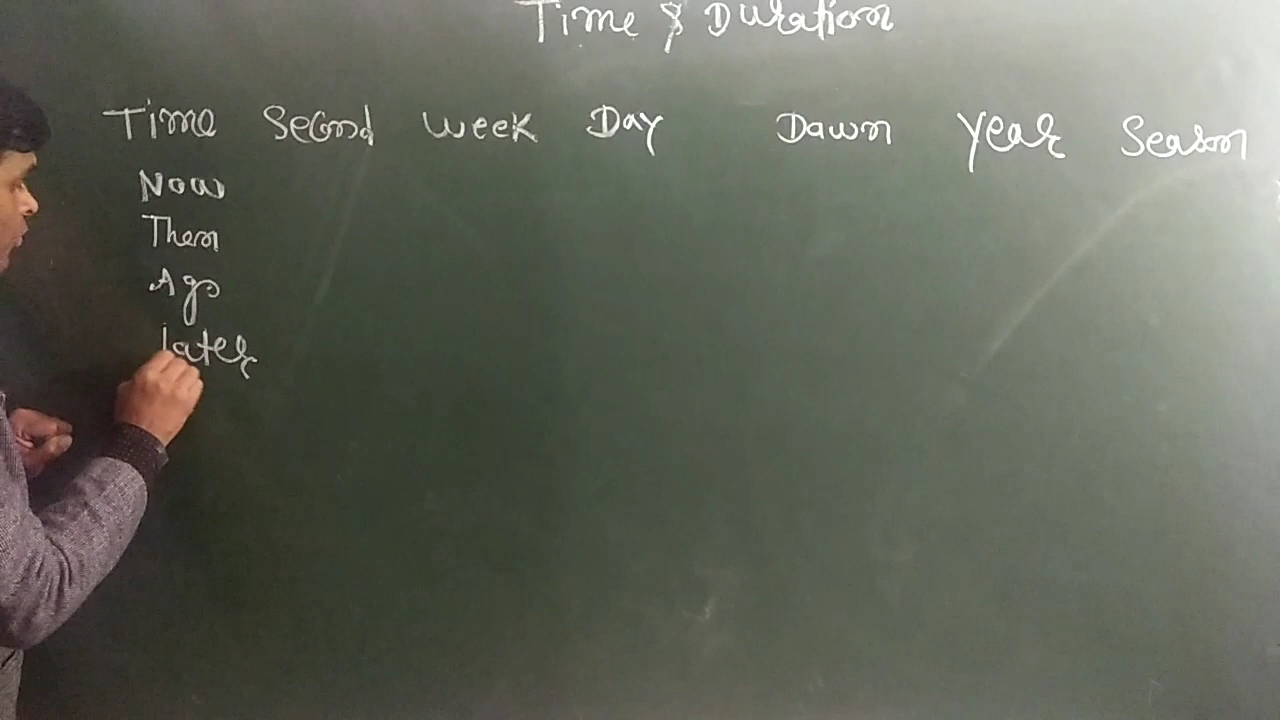 Time & Duration
Time Second Week Day Dawn Year Season
Now
Then
Ago
later